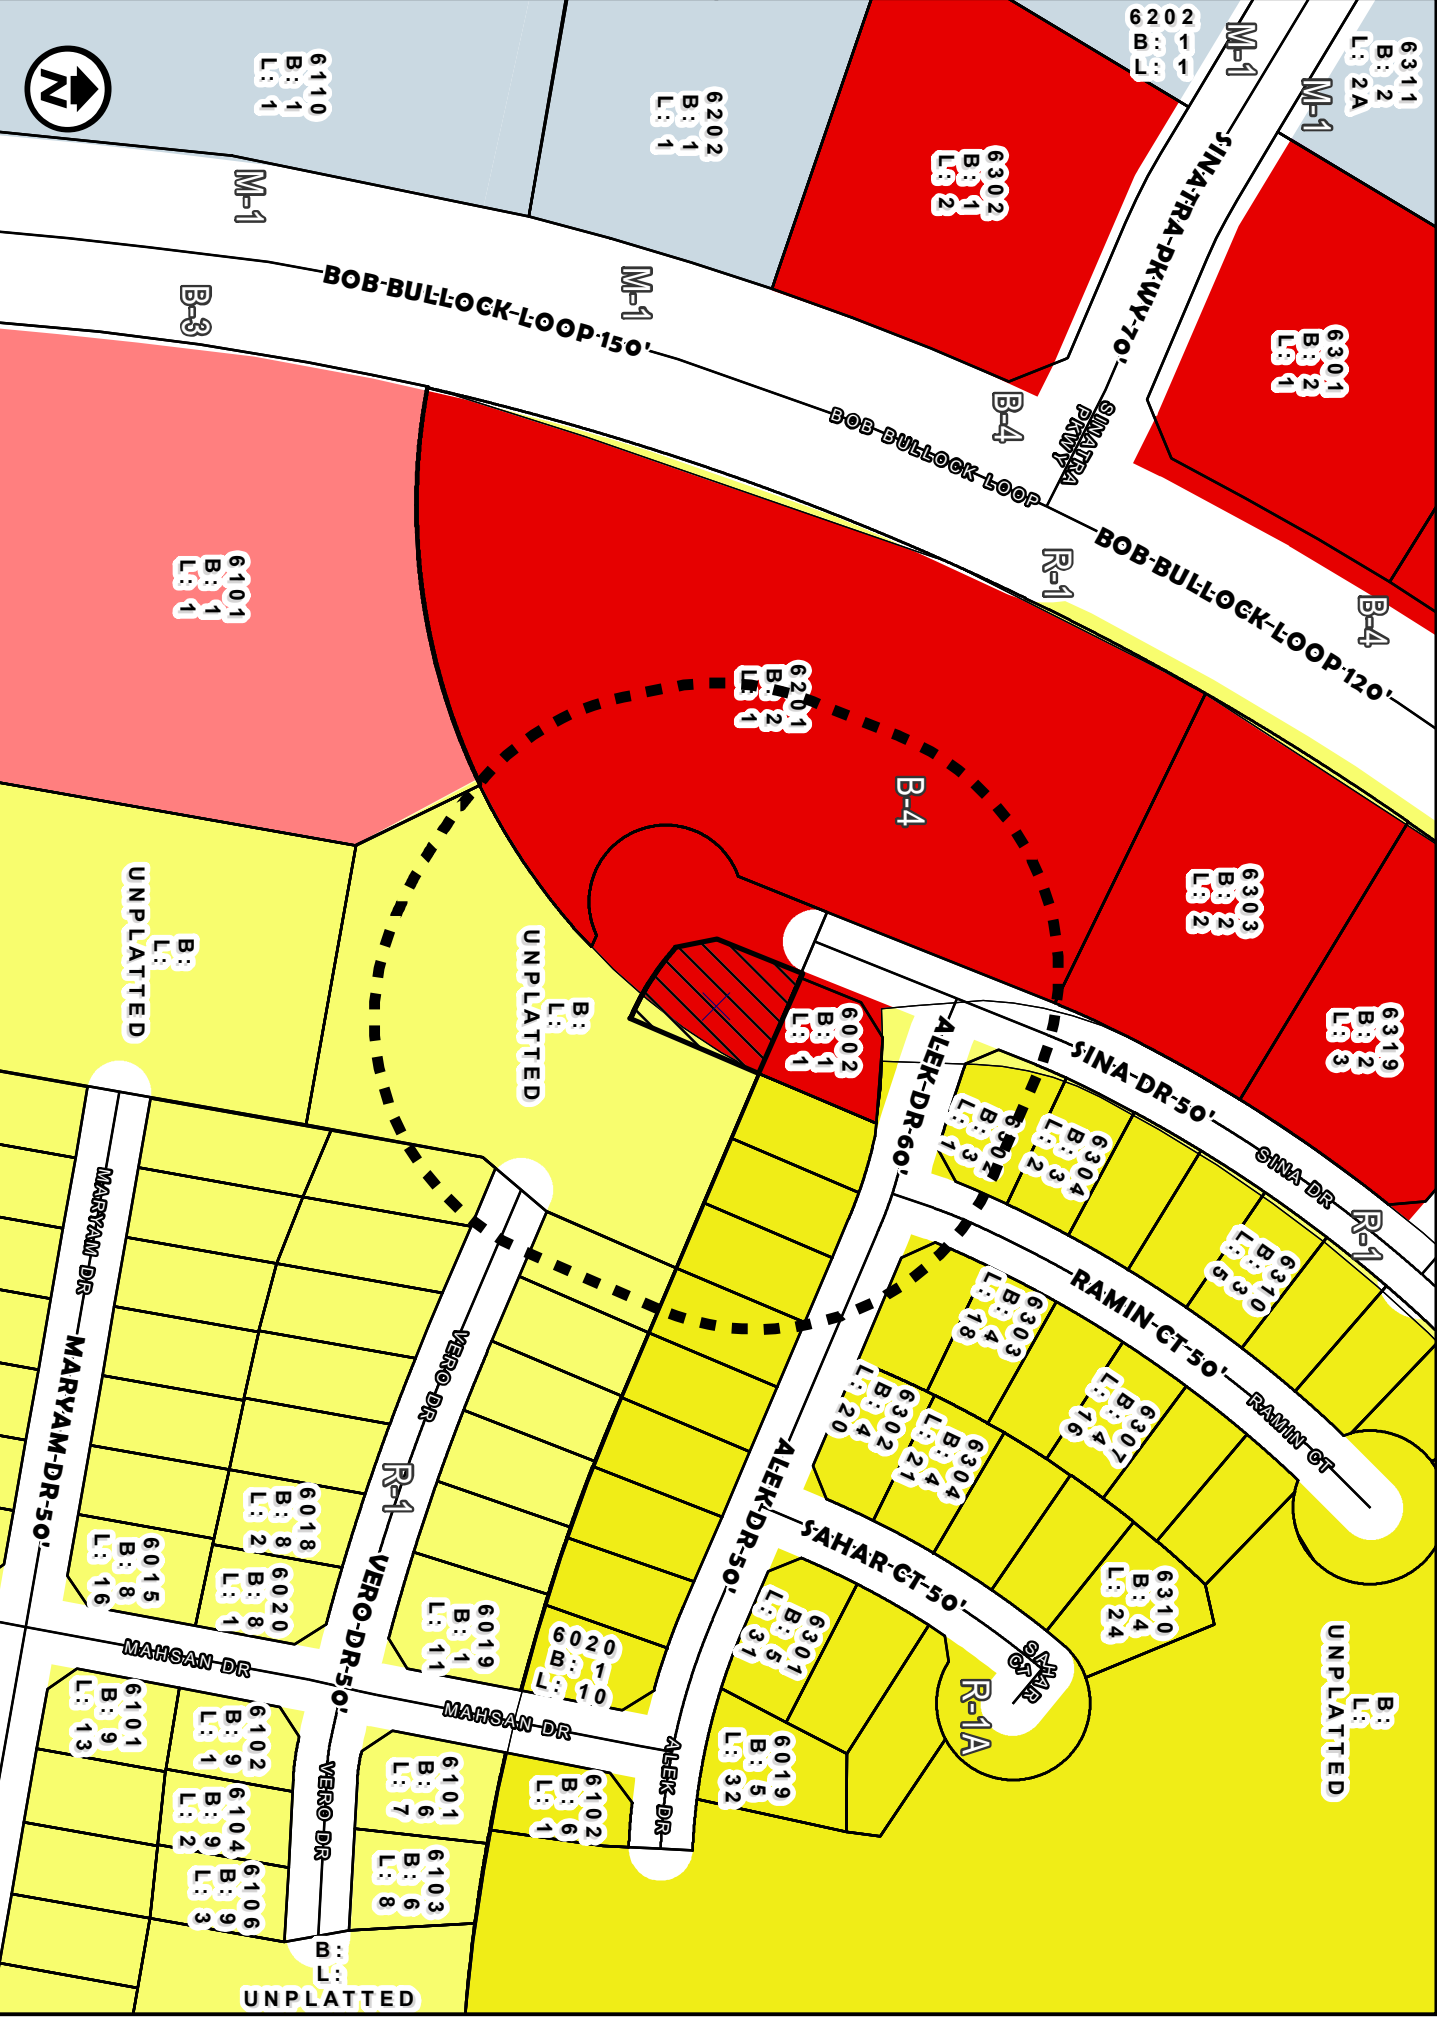 N
6110
B: 1
L: 1
6202
B: 1
L: 1
6302
B: 1
L: 2
6202
B: 1
L: 1
6311
B: 2
L: 2A
M-1
M-1
SINATRA PKWY 70'
6301
B: 2
L: 1
M-1
B-3
BOB BULLOCK LOOP 150'
M-1
BOB BULLOCK LOOP
B-4
SINATRA
PKWY
R-1
BOB BULLOCK LOOP 120'
B-4
6101
B: 1
L: 1
6201
B: 2
L: 1
B-4
6303
B: 2
L: 2
6319
B: 2
L: 3
B:
L:
UNPLATTED
B:
L:
UNPLATTED
6002
B: 1
L: 1
ALEK DR 60'
SINA DR 50'
SINA DR
R-1
6302
B: 3
L: 1
6304
B: 3
L: 2
6310
B: 3
L: 5
RAMIN CT 50'
RAMIN CT
6303
B: 4
L: 18
6307
B: 4
L: 16
6302
B: 4
L: 20
6304
B: 4
L: 21
6310
B: 4
L: 24
MARYAM DR
MARYAM DR 50'
VERO DR
R-1
VERO DR 50'
ALEK DR 50'
SAHAR CT 50'
SAHAR
CT
R-1A
B:
L:
UNPLATTED
6015
B: 8
L: 16
6018
B: 8
L: 2
6020
B: 8
L: 1
6019
B: 1
L: 11
6020
B: 1
L: 10
6301
B: 5
L: 31
6019
B: 5
L: 32
MAHSAN DR
MAHSAN DR
ALEK DR
6101
B: 9
L: 13
6102
B: 9
L: 1
6104
B: 9
L: 2
6106
B: 9
L: 3
VERO DR
6101
B: 6
L: 7
6103
B: 6
L: 8
6102
B: 6
L: 1
B:
L:
UNPLATTED